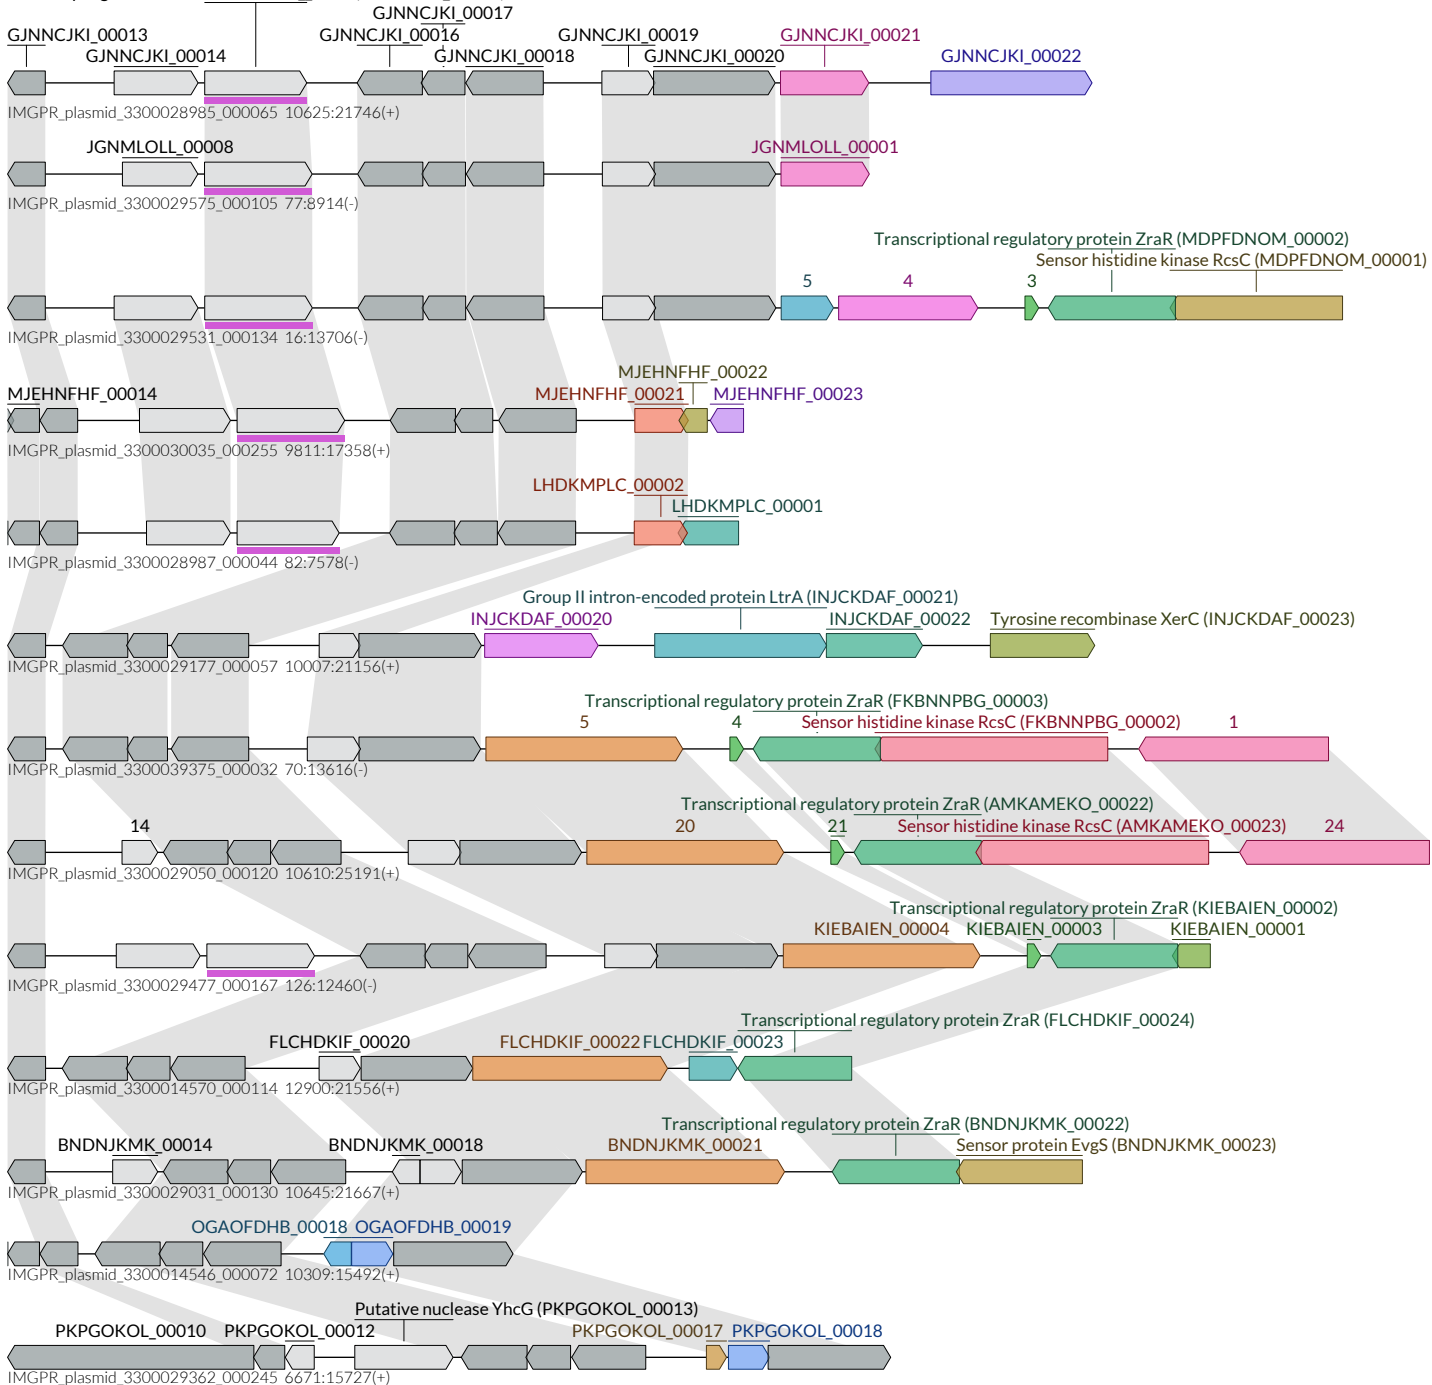 GJNNCJKI_00017
GJNNCJKI_00013 GJNNCJKI_00016 GJNNCJKI_00019 GJNNCJKI_00021
GJNNCJKI_00014 GJNNCJKI_00018 GJNNCJKI_00020 GJNNCJKI_00022
IMGPR_plasmid_3300028985_000065 10625:21746(+)
JGNMLOLL_00008 JGNMLOLL_00001
IMGPR_plasmid_3300029575_000105 77:8914(-)
Transcriptional regulatory protein ZraR (MDPFDNOM_00002)
Sensor histidine kinase RcsC (MDPFDNOM_00001)
5 4 3
IMGPR_plasmid_3300029531_000134 16:13706(-)
MJEHNFHF_00022
MJEHNFHF_00014 MJEHNFHF_00021 MJEHNFHF_00023
IMGPR_plasmid_3300030035_000255 9811:17358(+)
LHDKMPLC_00002
LHDKMPLC_00001
IMGPR_plasmid_3300028987_000044 82:7578(-)
Group II intron-encoded protein LtrA (INJCKDAF_00021)
INJCKDAF_00020 INJCKDAF_00022 Tyrosine recombinase XerC (INJCKDAF_00023)
IMGPR_plasmid_3300029177_000057 10007:21156(+)
Transcriptional regulatory protein ZraR (FKBNNPBG_00003)
5 4 Sensor histidine kinase RcsC (FKBNNPBG_00002) 1
IMGPR_plasmid_3300039375_000032 70:13616(-)
Transcriptional regulatory protein ZraR (AMKAMEKO_00022)
14 20 21 Sensor histidine kinase RcsC (AMKAMEKO_00023) 24
IMGPR_plasmid_3300029050_000120 10610:25191(+)
Transcriptional regulatory protein ZraR (KIEBAIEN_00002)
KIEBAIEN_00004 KIEBAIEN_00003 KIEBAIEN_00001
IMGPR_plasmid_3300029477_000167 126:12460(-)
Transcriptional regulatory protein ZraR (FLCHDKIF_00024)
FLCHDKIF_00020 FLCHDKIF_00022 FLCHDKIF_00023
IMGPR_plasmid_3300014570_000114 12900:21556(+)
Transcriptional regulatory protein ZraR (BNDNJKMK_00022)
BNDNJKMK_00014 BNDNJKMK_00018 BNDNJKMK_00021 Sensor protein EvgS (BNDNJKMK_00023)
IMGPR_plasmid_3300029031_000130 10645:21667(+)
OGAOFDHB_00018 OGAOFDHB_00019
IMGPR_plasmid_3300014546_000072 10309:15492(+)
Putative nuclease YhcG (PKPGOKOL_00013)
PKPGOKOL_00010 PKPGOKOL_00012 PKPGOKOL_00017 PKPGOKOL_00018
IMGPR_plasmid_3300029362_000245 6671:15727(+)